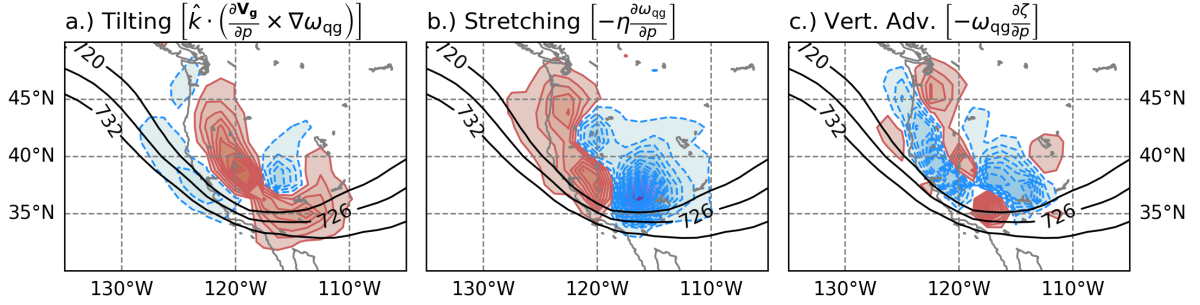 a.) Tilting [k̂ · (∂V_g/∂p × ∇ω_qg)]
b.) Stretching [−η ∂ω_qg/∂p]
c.) Vert. Adv. [−ω_qg ∂ζ/∂p]
720
732
726
720
732
726
720
732
726
45°N
40°N
35°N
45°N
40°N
35°N
130°W 120°W 110°W
130°W 120°W 110°W
130°W 120°W 110°W